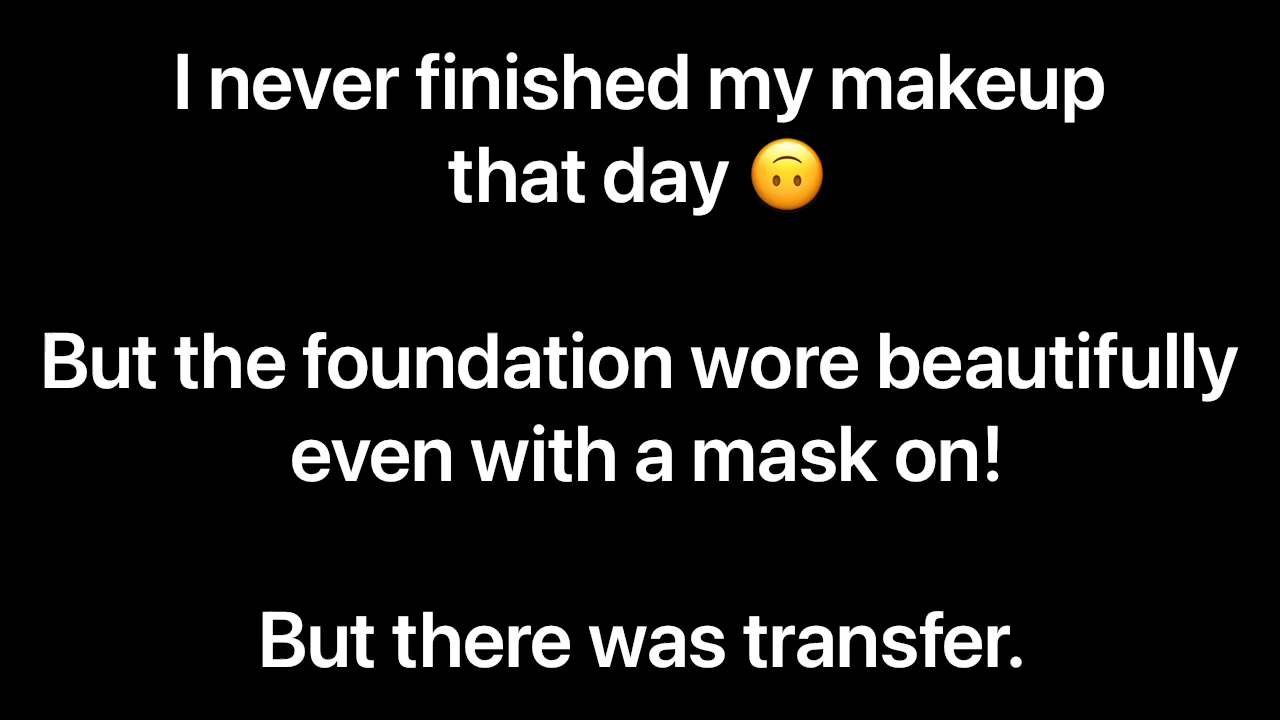 I never finished my makeup
that day 🙃
But the foundation wore beautifully
even with a mask on!
But there was transfer.